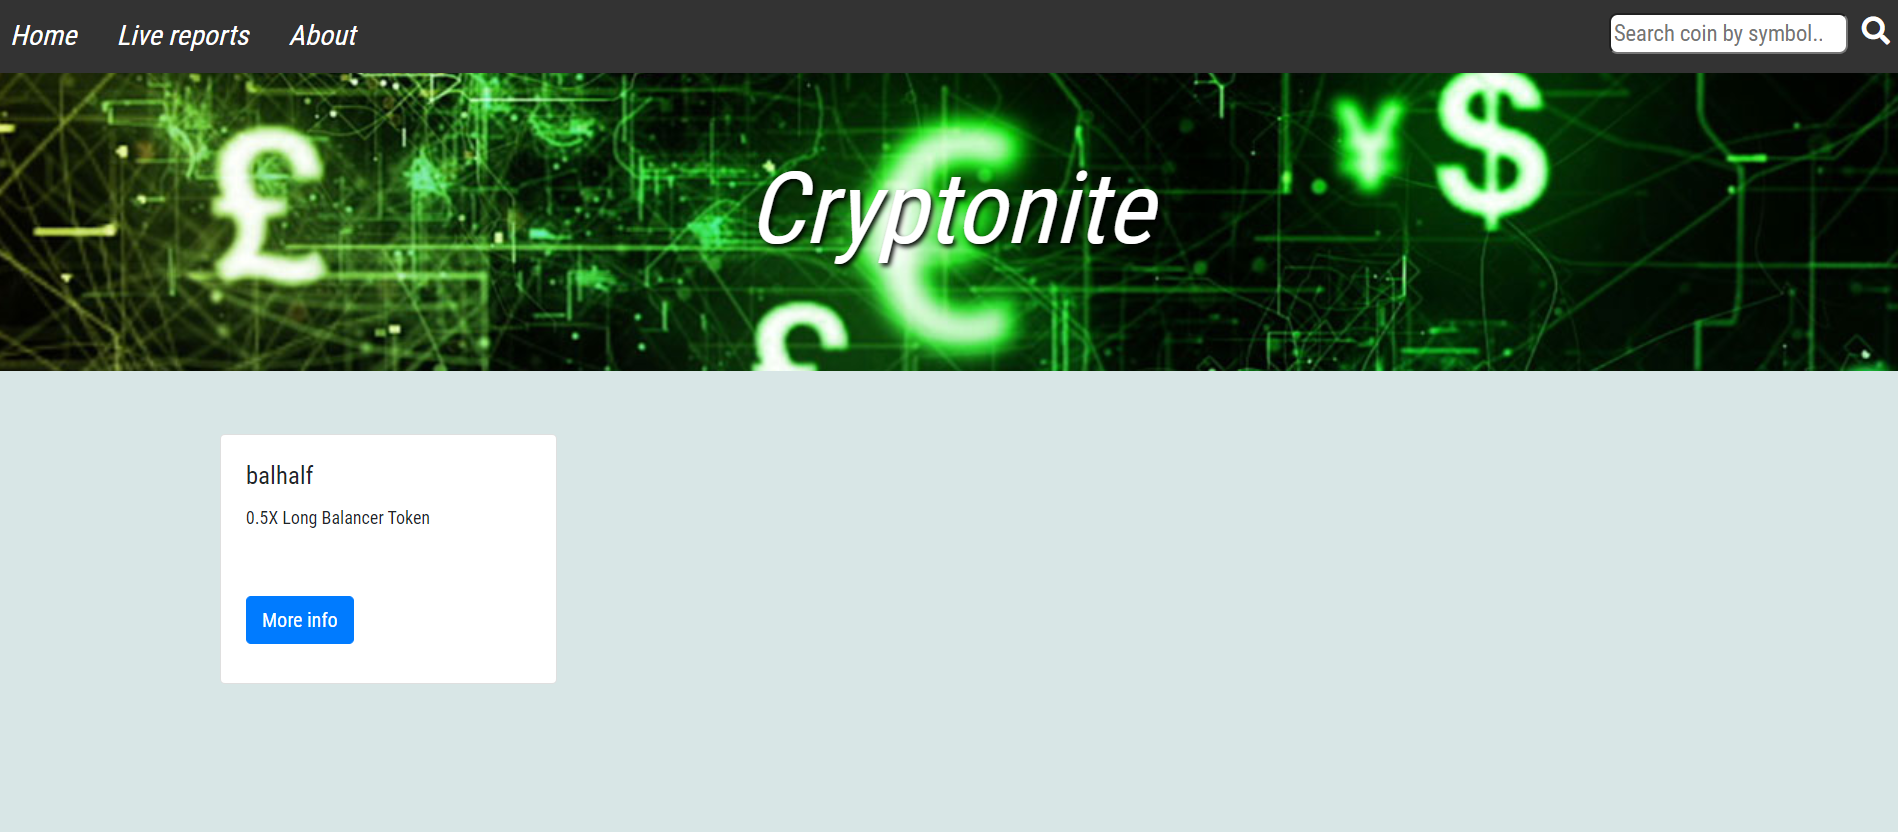 Home Live reports About Search coin by symbol..
£ € ¥ $
Cryptonite
£
balhalf
0.5X Long Balancer Token
More info